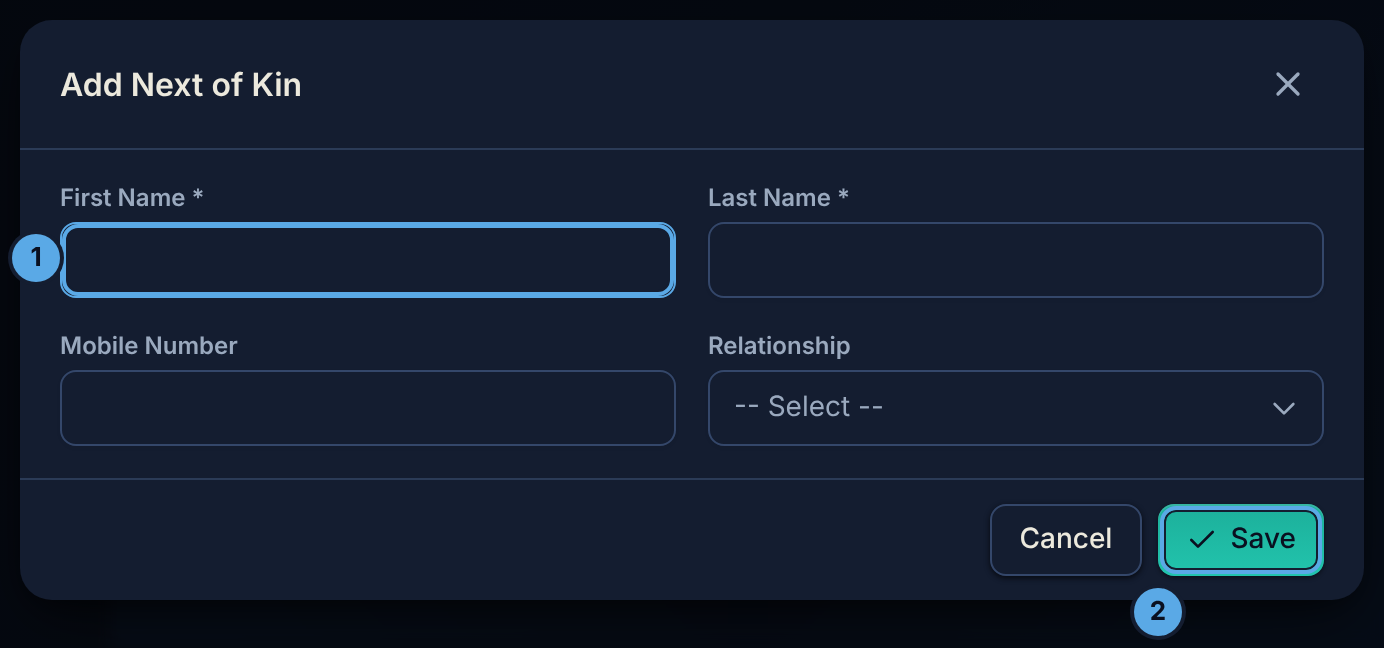 Add Next of Kin
First Name *
Last Name *
1
Mobile Number
Relationship
-- Select --
Cancel
Save
2